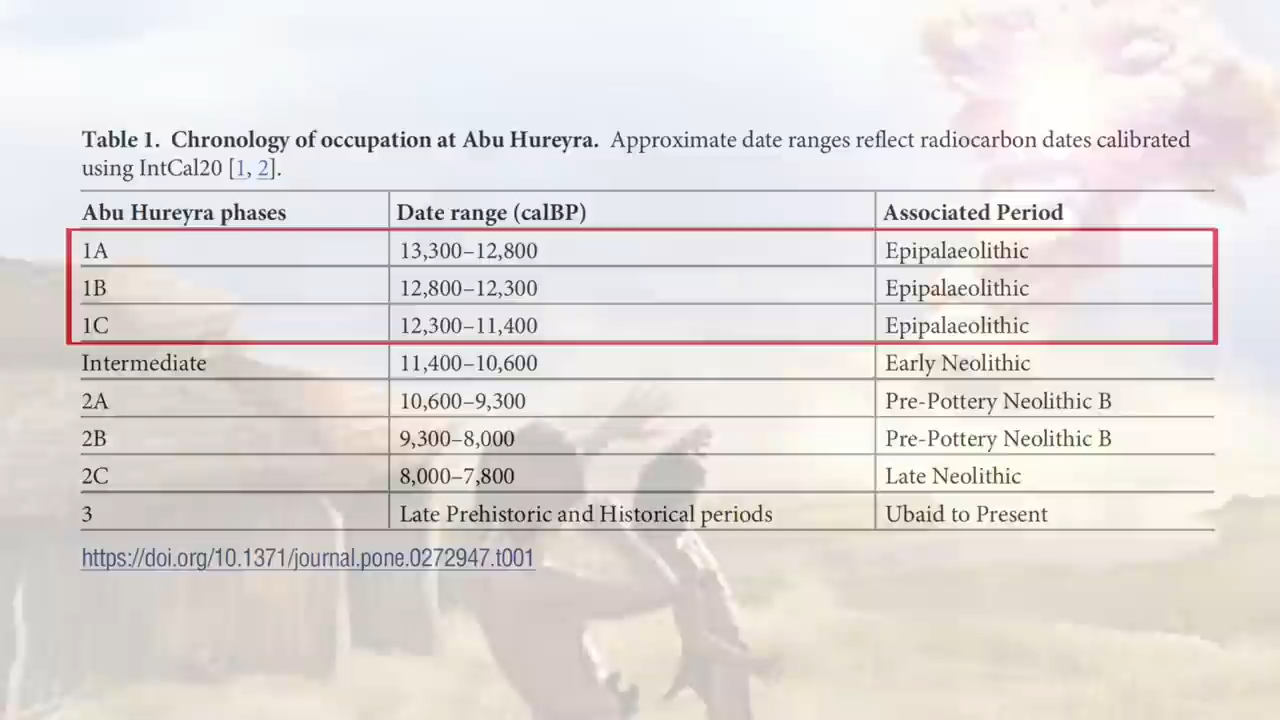 Table 1. Chronology of occupation at Abu Hureyra. Approximate date ranges reflect radiocarbon dates calibrated
using IntCal20 [1, 2].
Abu Hureyra phases Date range (calBP) Associated Period
1A 13,300–12,800 Epipalaeolithic
1B 12,800–12,300 Epipalaeolithic
1C 12,300–11,400 Epipalaeolithic
Intermediate 11,400–10,600 Early Neolithic
2A 10,600–9,300 Pre-Pottery Neolithic B
2B 9,300–8,000 Pre-Pottery Neolithic B
2C 8,000–7,800 Late Neolithic
3 Late Prehistoric and Historical periods Ubaid to Present
https://doi.org/10.1371/journal.pone.0272947.t001